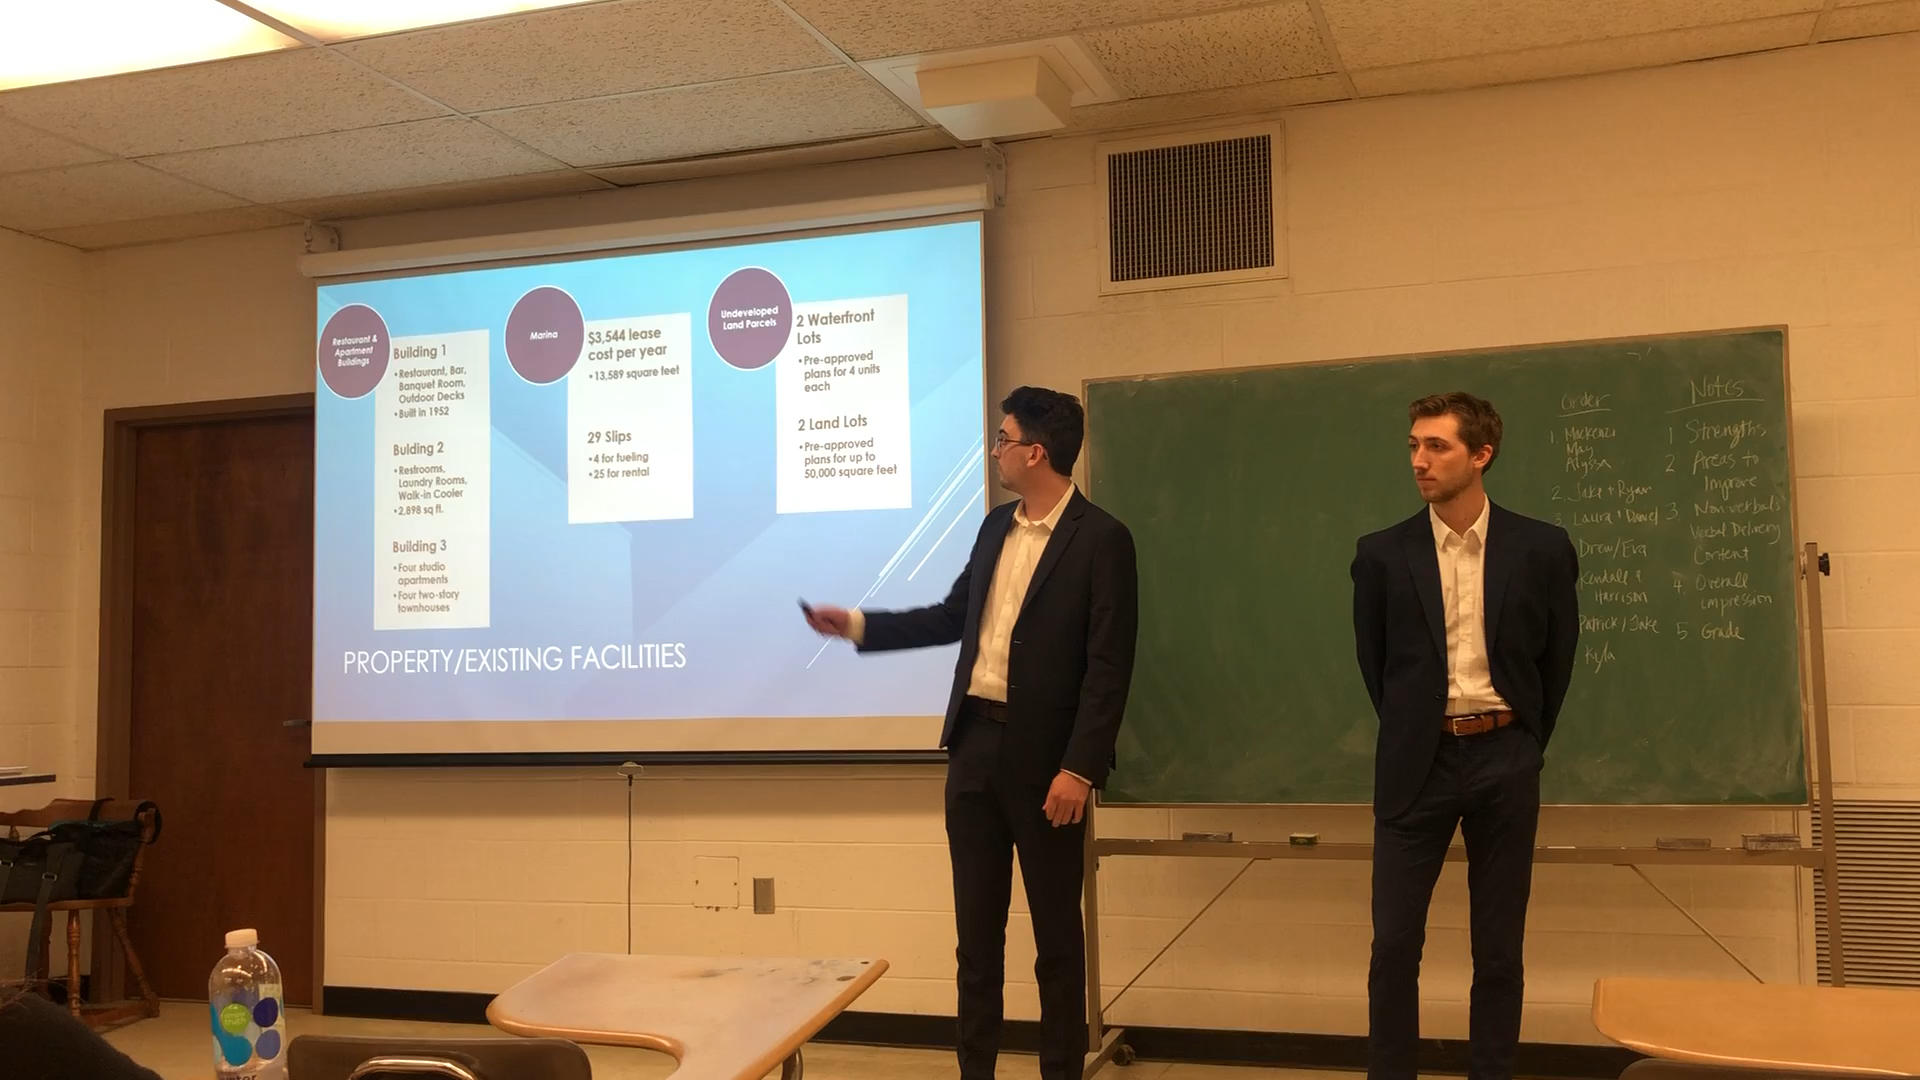 Restaurant &
Apartment
Buildings
Building 1
•Restaurant, Bar,
Banquet Room,
Outdoor Decks
•Built in 1952
Bulding 2
•Restrooms,
Laundry Rooms,
Walk-in Cooler
•2,898 sq ft.
Building 3
•Four studio
apartments
•Four two-story
townhouses
Marina
$3,544 lease
cost per year
•13,589 square feet
29 Slips
•4 for fueling
•25 for rental
Undeveloped
Land Parcels
2 Waterfront
Lots
•Pre-approved
plans for 4 units
each
2 Land Lots
•Pre-approved
plans for up to
50,000 square feet
PROPERTY/EXISTING FACILITIES
Order
1. Mackenzi
May
Alyssa
2. Jake + Ryan
3. Laura + Daniel
Drew/Eva
Kendall +
Harrison
Patrick/Jake
Kyla
Notes
1 Strengths
2 Areas to
Improve
3. Nonverbals
Verbal Delivery
Content
4. Overall
impression
5 Grade
simple
truth